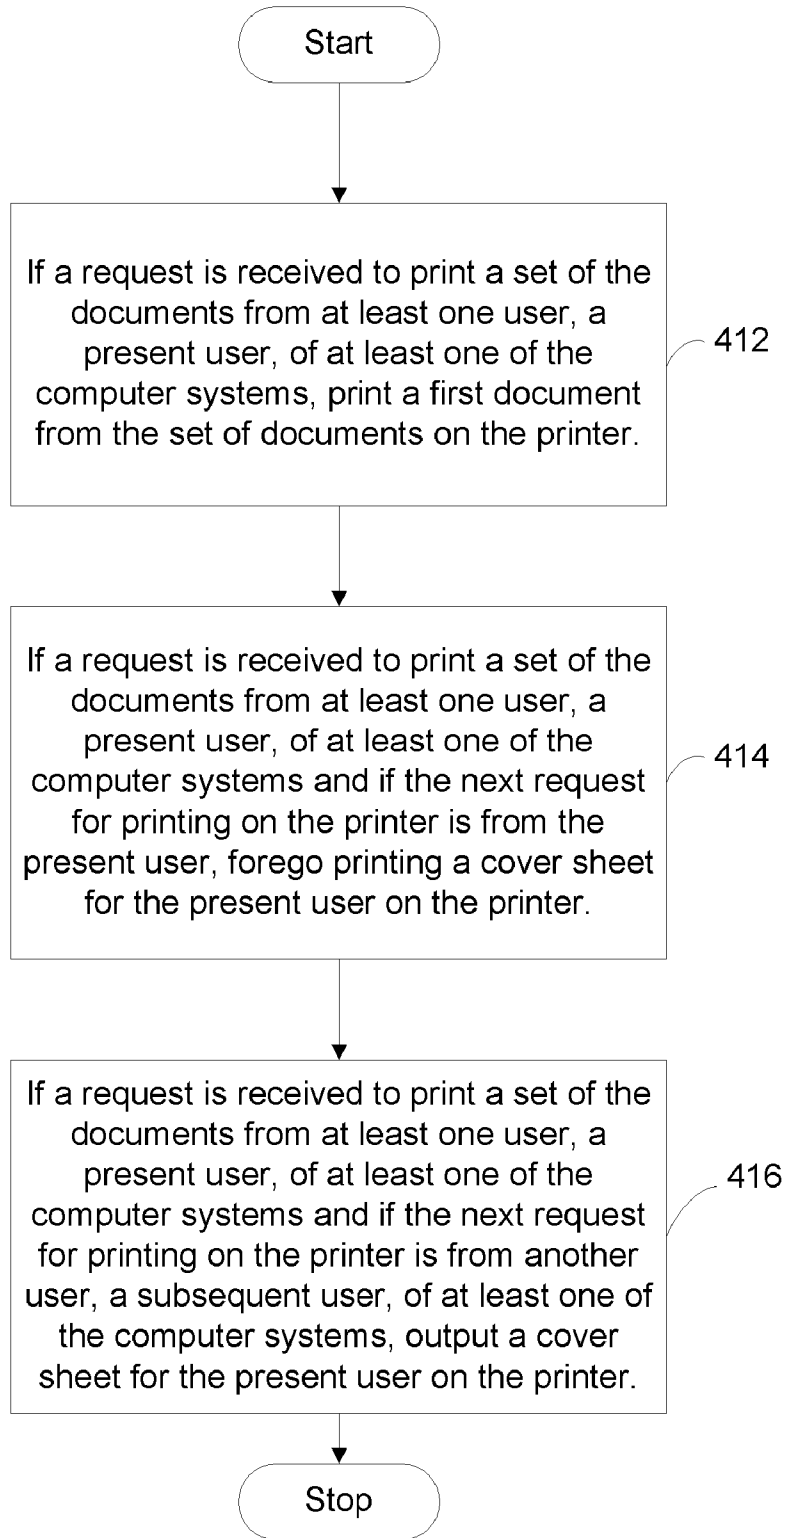 Start
If a request is received to print a set of the
documents from at least one user, a
present user, of at least one of the
computer systems, print a first document
from the set of documents on the printer.
412
If a request is received to print a set of the
documents from at least one user, a
present user, of at least one of the
computer systems and if the next request
for printing on the printer is from the
present user, forego printing a cover sheet
for the present user on the printer.
414
If a request is received to print a set of the
documents from at least one user, a
present user, of at least one of the
computer systems and if the next request
for printing on the printer is from another
user, a subsequent user, of at least one of
the computer systems, output a cover
sheet for the present user on the printer.
416
Stop